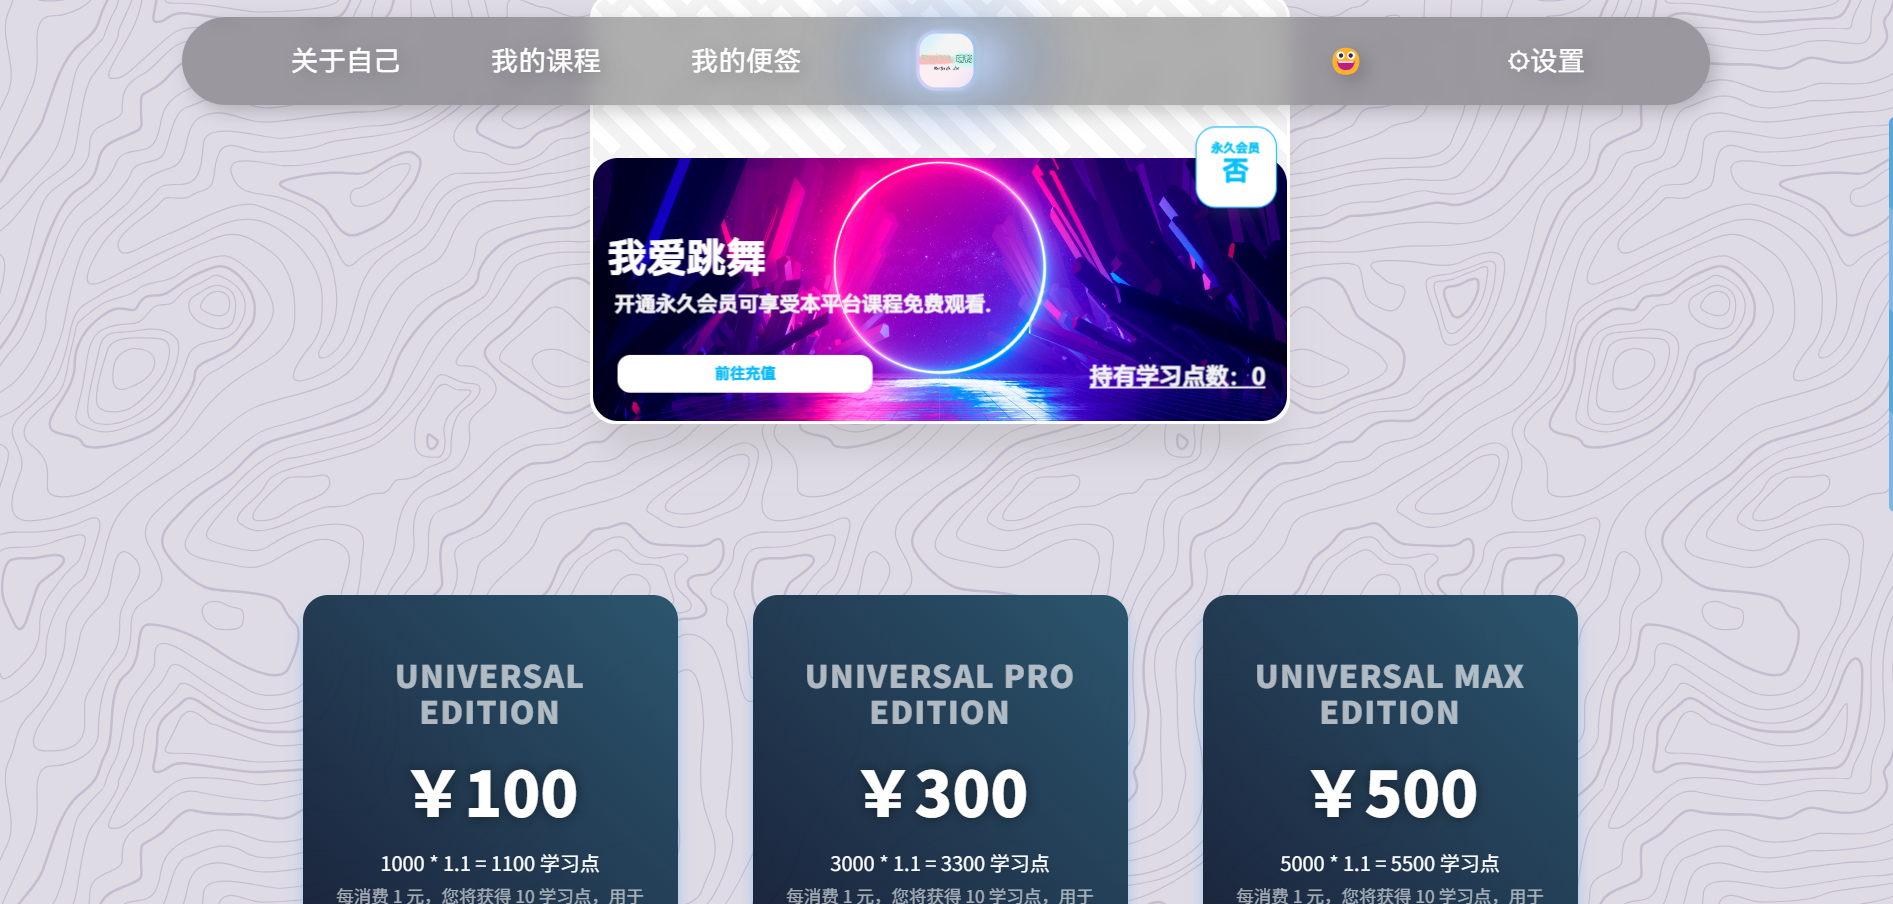 关于自己
我的课程
我的便签
设置
永久会员
否
我爱跳舞
开通永久会员可享受本平台课程免费观看.
前往充值
持有学习点数：0
UNIVERSAL
EDITION
￥100
1000 * 1.1 = 1100 学习点
每消费 1 元，您将获得 10 学习点，用于
UNIVERSAL PRO
EDITION
￥300
3000 * 1.1 = 3300 学习点
每消费 1 元，您将获得 10 学习点，用于
UNIVERSAL MAX
EDITION
￥500
5000 * 1.1 = 5500 学习点
每消费 1 元，您将获得 10 学习点，用于